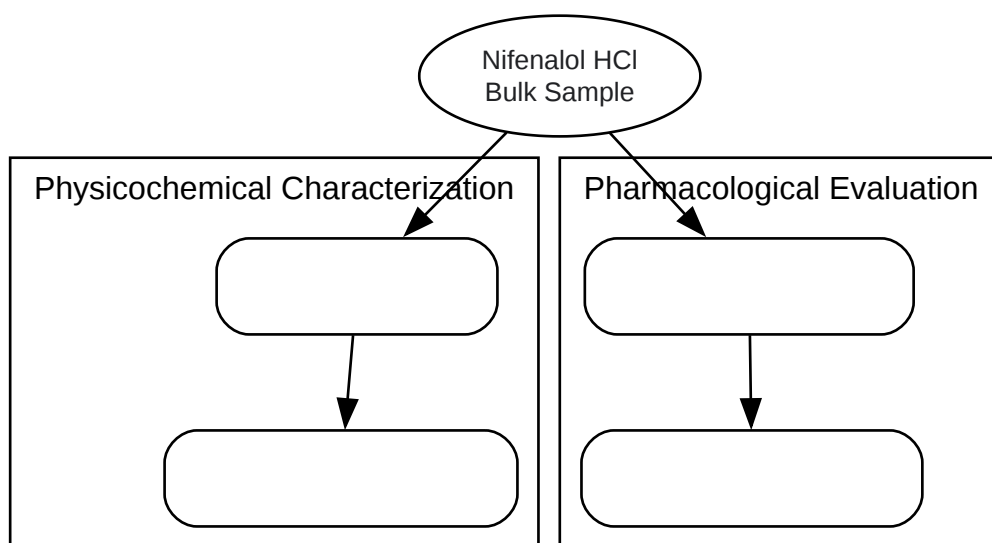 Nifenalol HCl
Bulk Sample
Physicochemical Characterization
Pharmacological Evaluation